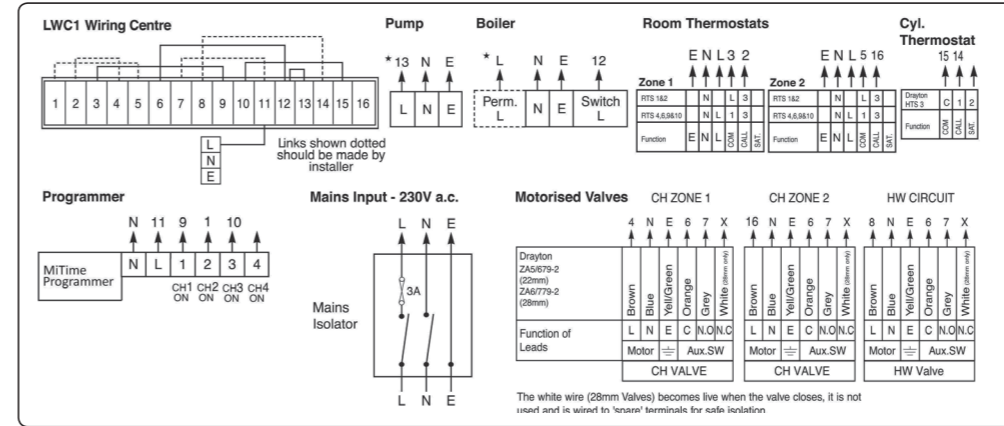 LWC1 Wiring Centre
1 2 3 4 5 6 7 8 9 10 11 12 13 14 15 16
L
N
E
Links shown dotted
should be made by
installer
Pump
*13 N E
L N E
Boiler
* L N E 12
Perm. L N E Switch L
Room Thermostats
E N L 3 2
Zone 1
RTS 1&2 N L 3
RTS 4,6,9&10 N L 1 3
Function E N L COM CALL SAT.
E N L 5 16
Zone 2
RTS 1&2 N L 3
RTS 4,6,9&10 N L 1 3
Function E N L COM CALL SAT.
Cyl.
Thermostat
15 14
Drayton HTS 3 C 1 2
Function COM CALL SAT.
Programmer
N 11 9 1 10
MiTime
Programmer
N L 1 2 3 4
CH1 CH2 CH3 CH4
ON ON ON ON
Mains Input - 230V a.c.
L N E
3A
Mains
Isolator
L N E
Motorised Valves
CH ZONE 1
4 N E 6 7 X
CH ZONE 2
16 N E 6 7 X
HW CIRCUIT
8 N E 6 7 X
Drayton
ZA5/679-2
(22mm)
ZA6/779-2
(28mm)
Brown Blue Yell/Green Orange Grey White (28mm only)
Brown Blue Yell/Green Orange Grey White (28mm only)
Brown Blue Yell/Green Orange Grey White (28mm only)
Function of
Leads
L N E C N.O N.C
L N E C N.O N.C
L N E C N.O N.C
Motor Aux.SW
Motor Aux.SW
Motor Aux.SW
CH VALVE
CH VALVE
HW Valve
The white wire (28mm Valves) becomes live when the valve closes, it is not
used and is wired to 'spare' terminals for safe isolation